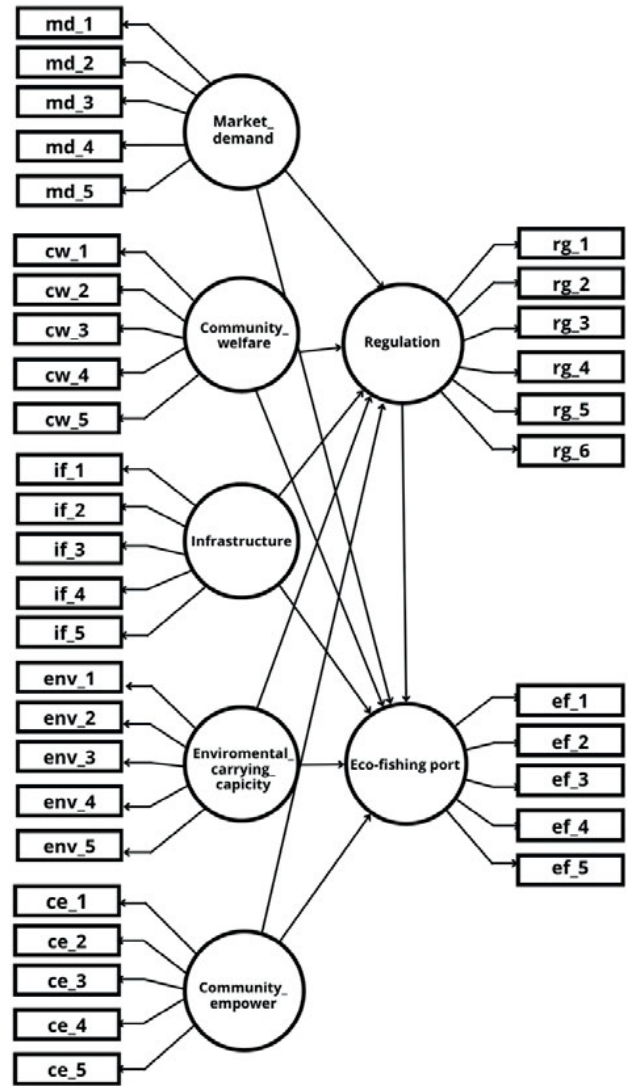 md_1
md_2
md_3
md_4
md_5
Market_
demand
cw_1
cw_2
cw_3
cw_4
cw_5
Community_
welfare
Regulation
rg_1
rg_2
rg_3
rg_4
rg_5
rg_6
if_1
if_2
if_3
if_4
if_5
Infrastructure
env_1
env_2
env_3
env_4
env_5
Enviromental_
carrying_
capicity
Eco-fishing port
ef_1
ef_2
ef_3
ef_4
ef_5
ce_1
ce_2
ce_3
ce_4
ce_5
Community_
empower